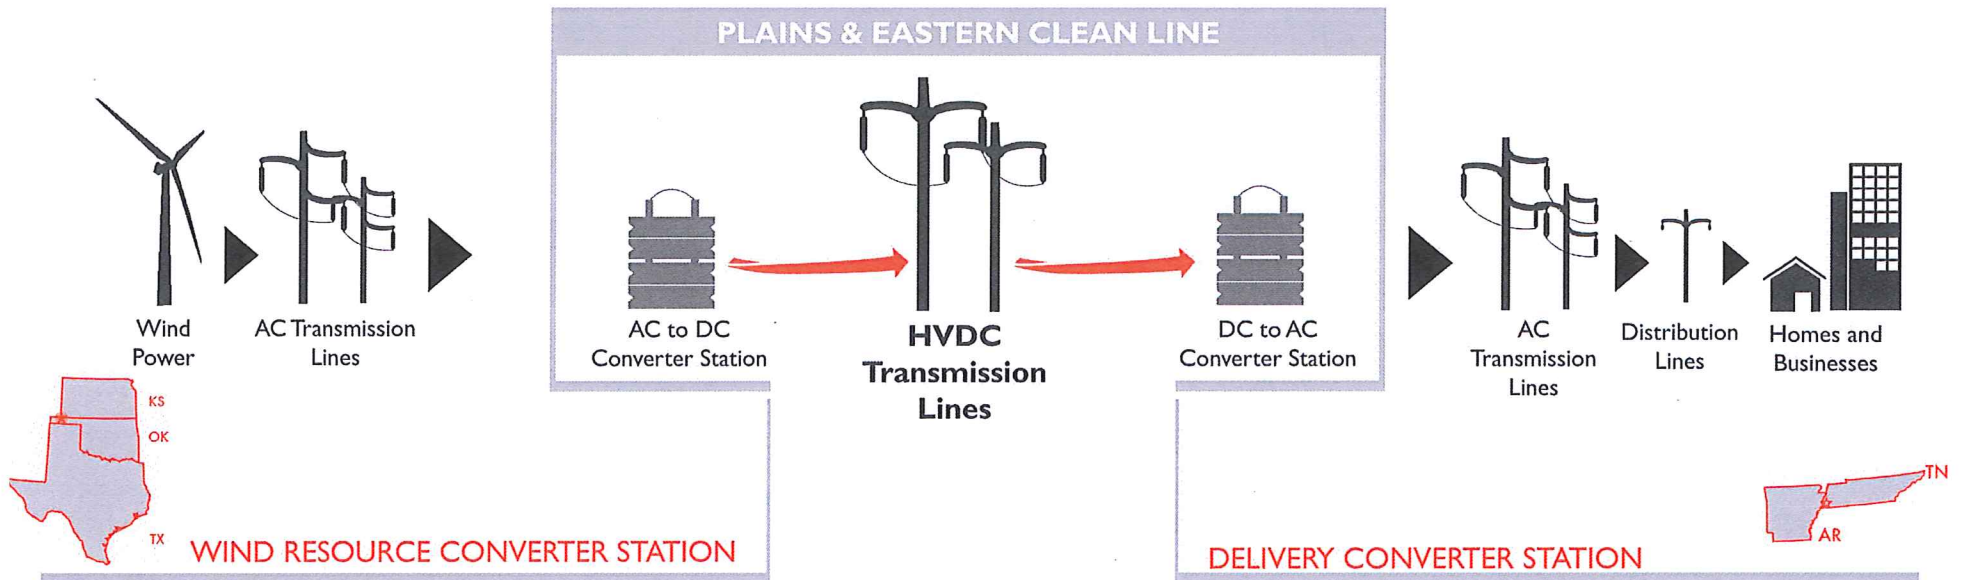 PLAINS & EASTERN CLEAN LINE
Wind
Power
AC Transmission
Lines
AC to DC
Converter Station
HVDC
Transmission
Lines
DC to AC
Converter Station
AC
Transmission
Lines
Distribution
Lines
Homes and
Businesses
KS
OK
TX
WIND RESOURCE CONVERTER STATION
TN
AR
DELIVERY CONVERTER STATION